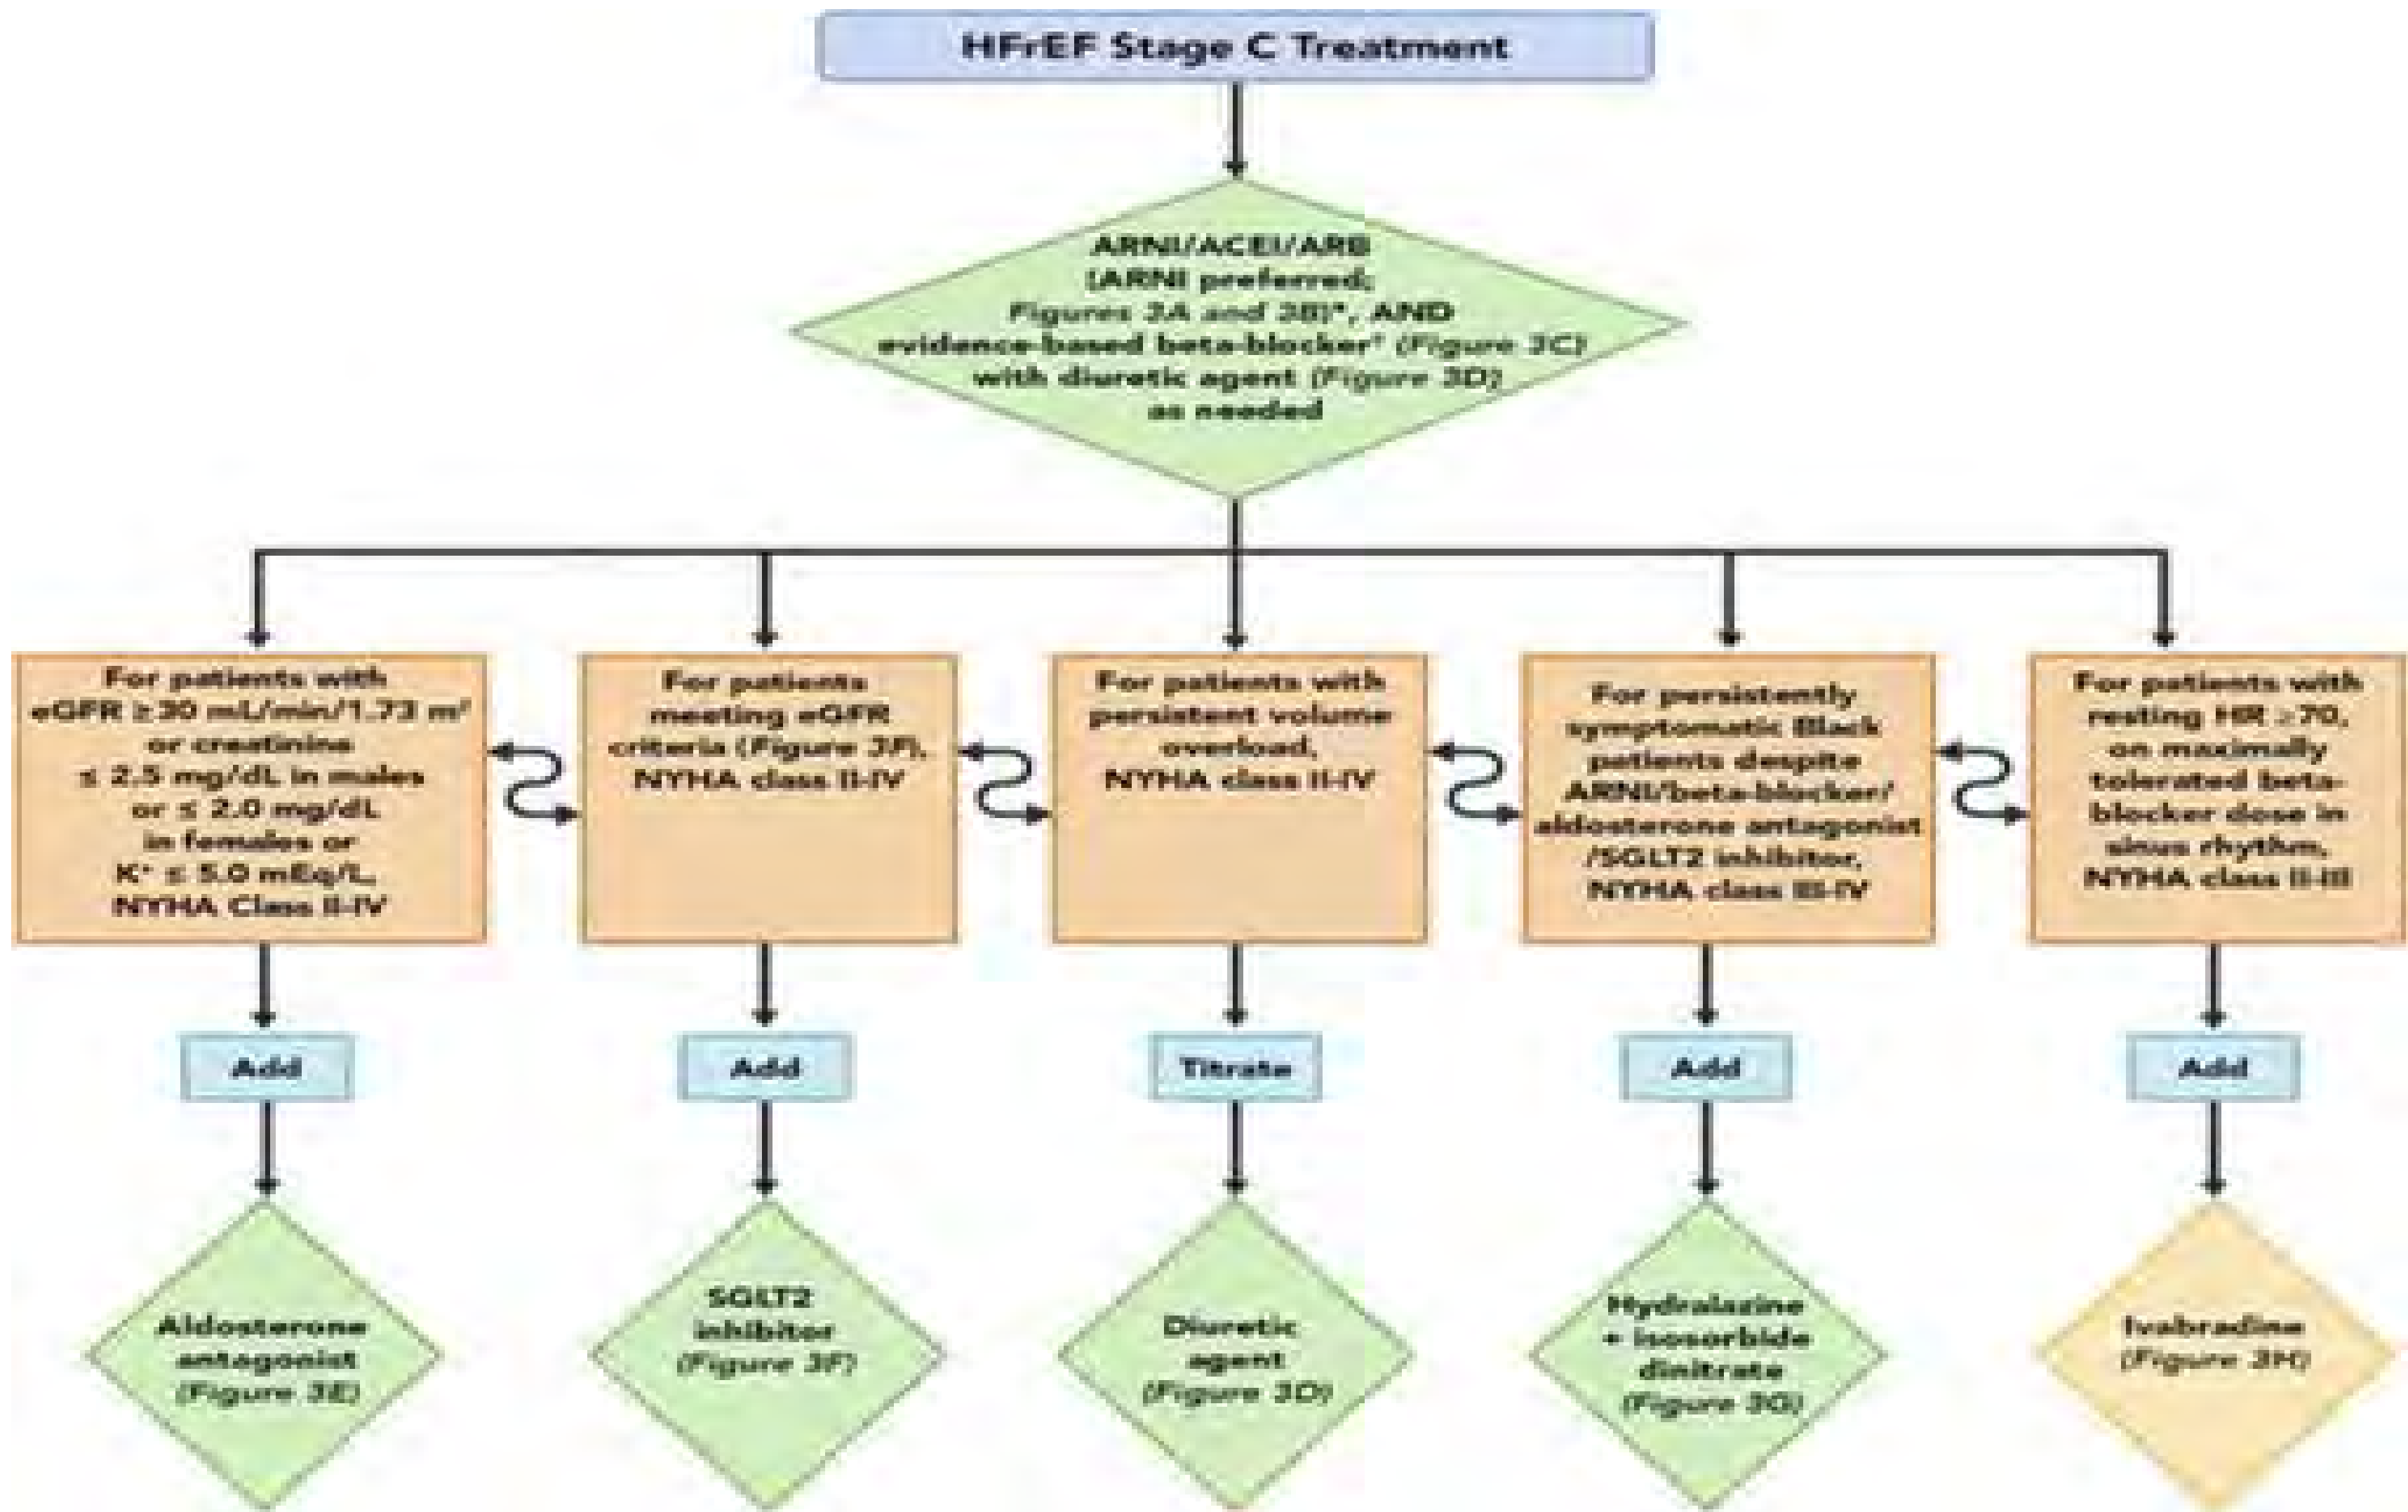 HFrEF Stage C Treatment
ARNI/ACEI/ARB
(ARNI preferred;
Figures 3A and 3B)*, AND
evidence-based beta-blocker† (Figure 3C)
with diuretic agent (Figure 3D)
as needed
For patients with
eGFR ≥30 mL/min/1.73 m²
or creatinine
≤ 2.5 mg/dL in males
or ≤ 2.0 mg/dL
in females or
K⁺ ≤ 5.0 mEq/L,
NYHA Class II-IV
For patients
meeting eGFR
criteria (Figure 3F),
NYHA class II-IV
For patients with
persistent volume
overload,
NYHA class II-IV
For persistently
symptomatic Black
patients despite
ARNI/beta-blocker/
aldosterone antagonist
/SGLT2 inhibitor,
NYHA class III-IV
For patients with
resting HR ≥70,
on maximally
tolerated beta-
blocker dose in
sinus rhythm,
NYHA class II-III
Add
Add
Titrate
Add
Add
Aldosterone
antagonist
(Figure 3E)
SGLT2
inhibitor
(Figure 3F)
Diuretic
agent
(Figure 3D)
Hydralazine
+ isosorbide
dinitrate
(Figure 3G)
Ivabradine
(Figure 3H)